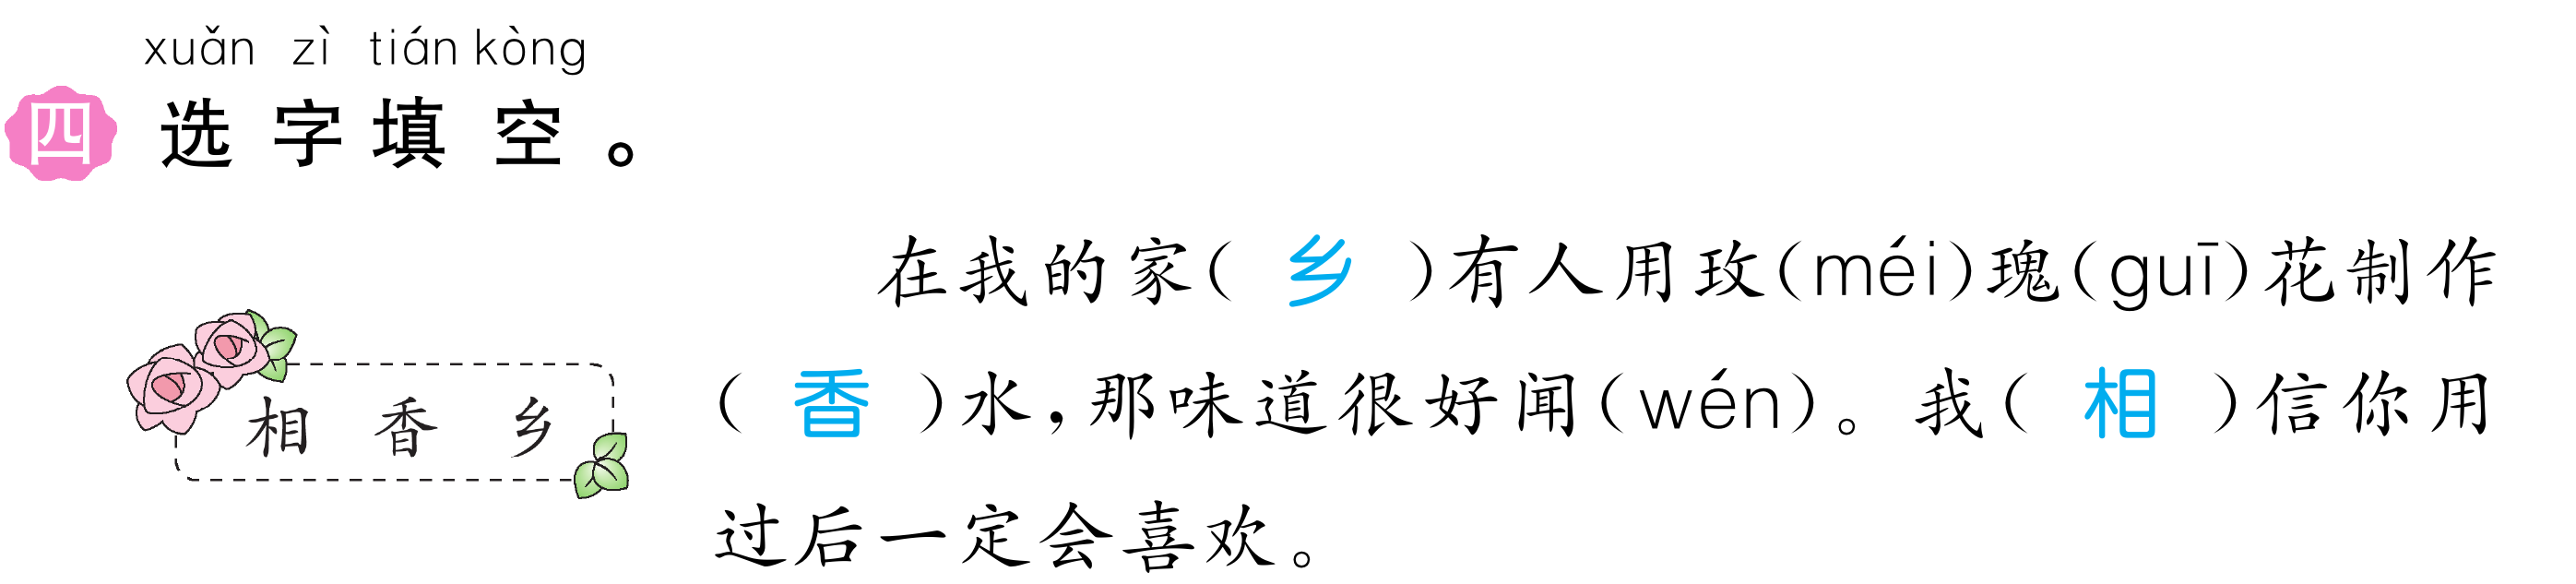 xuǎn zì tián kòng
四 选字填空。
在我的家(乡)有人用玫(méi)瑰(guī)花制作
相 香 乡
(香)水,那味道很好闻(wén)。我(相)信你用
过后一定会喜欢。